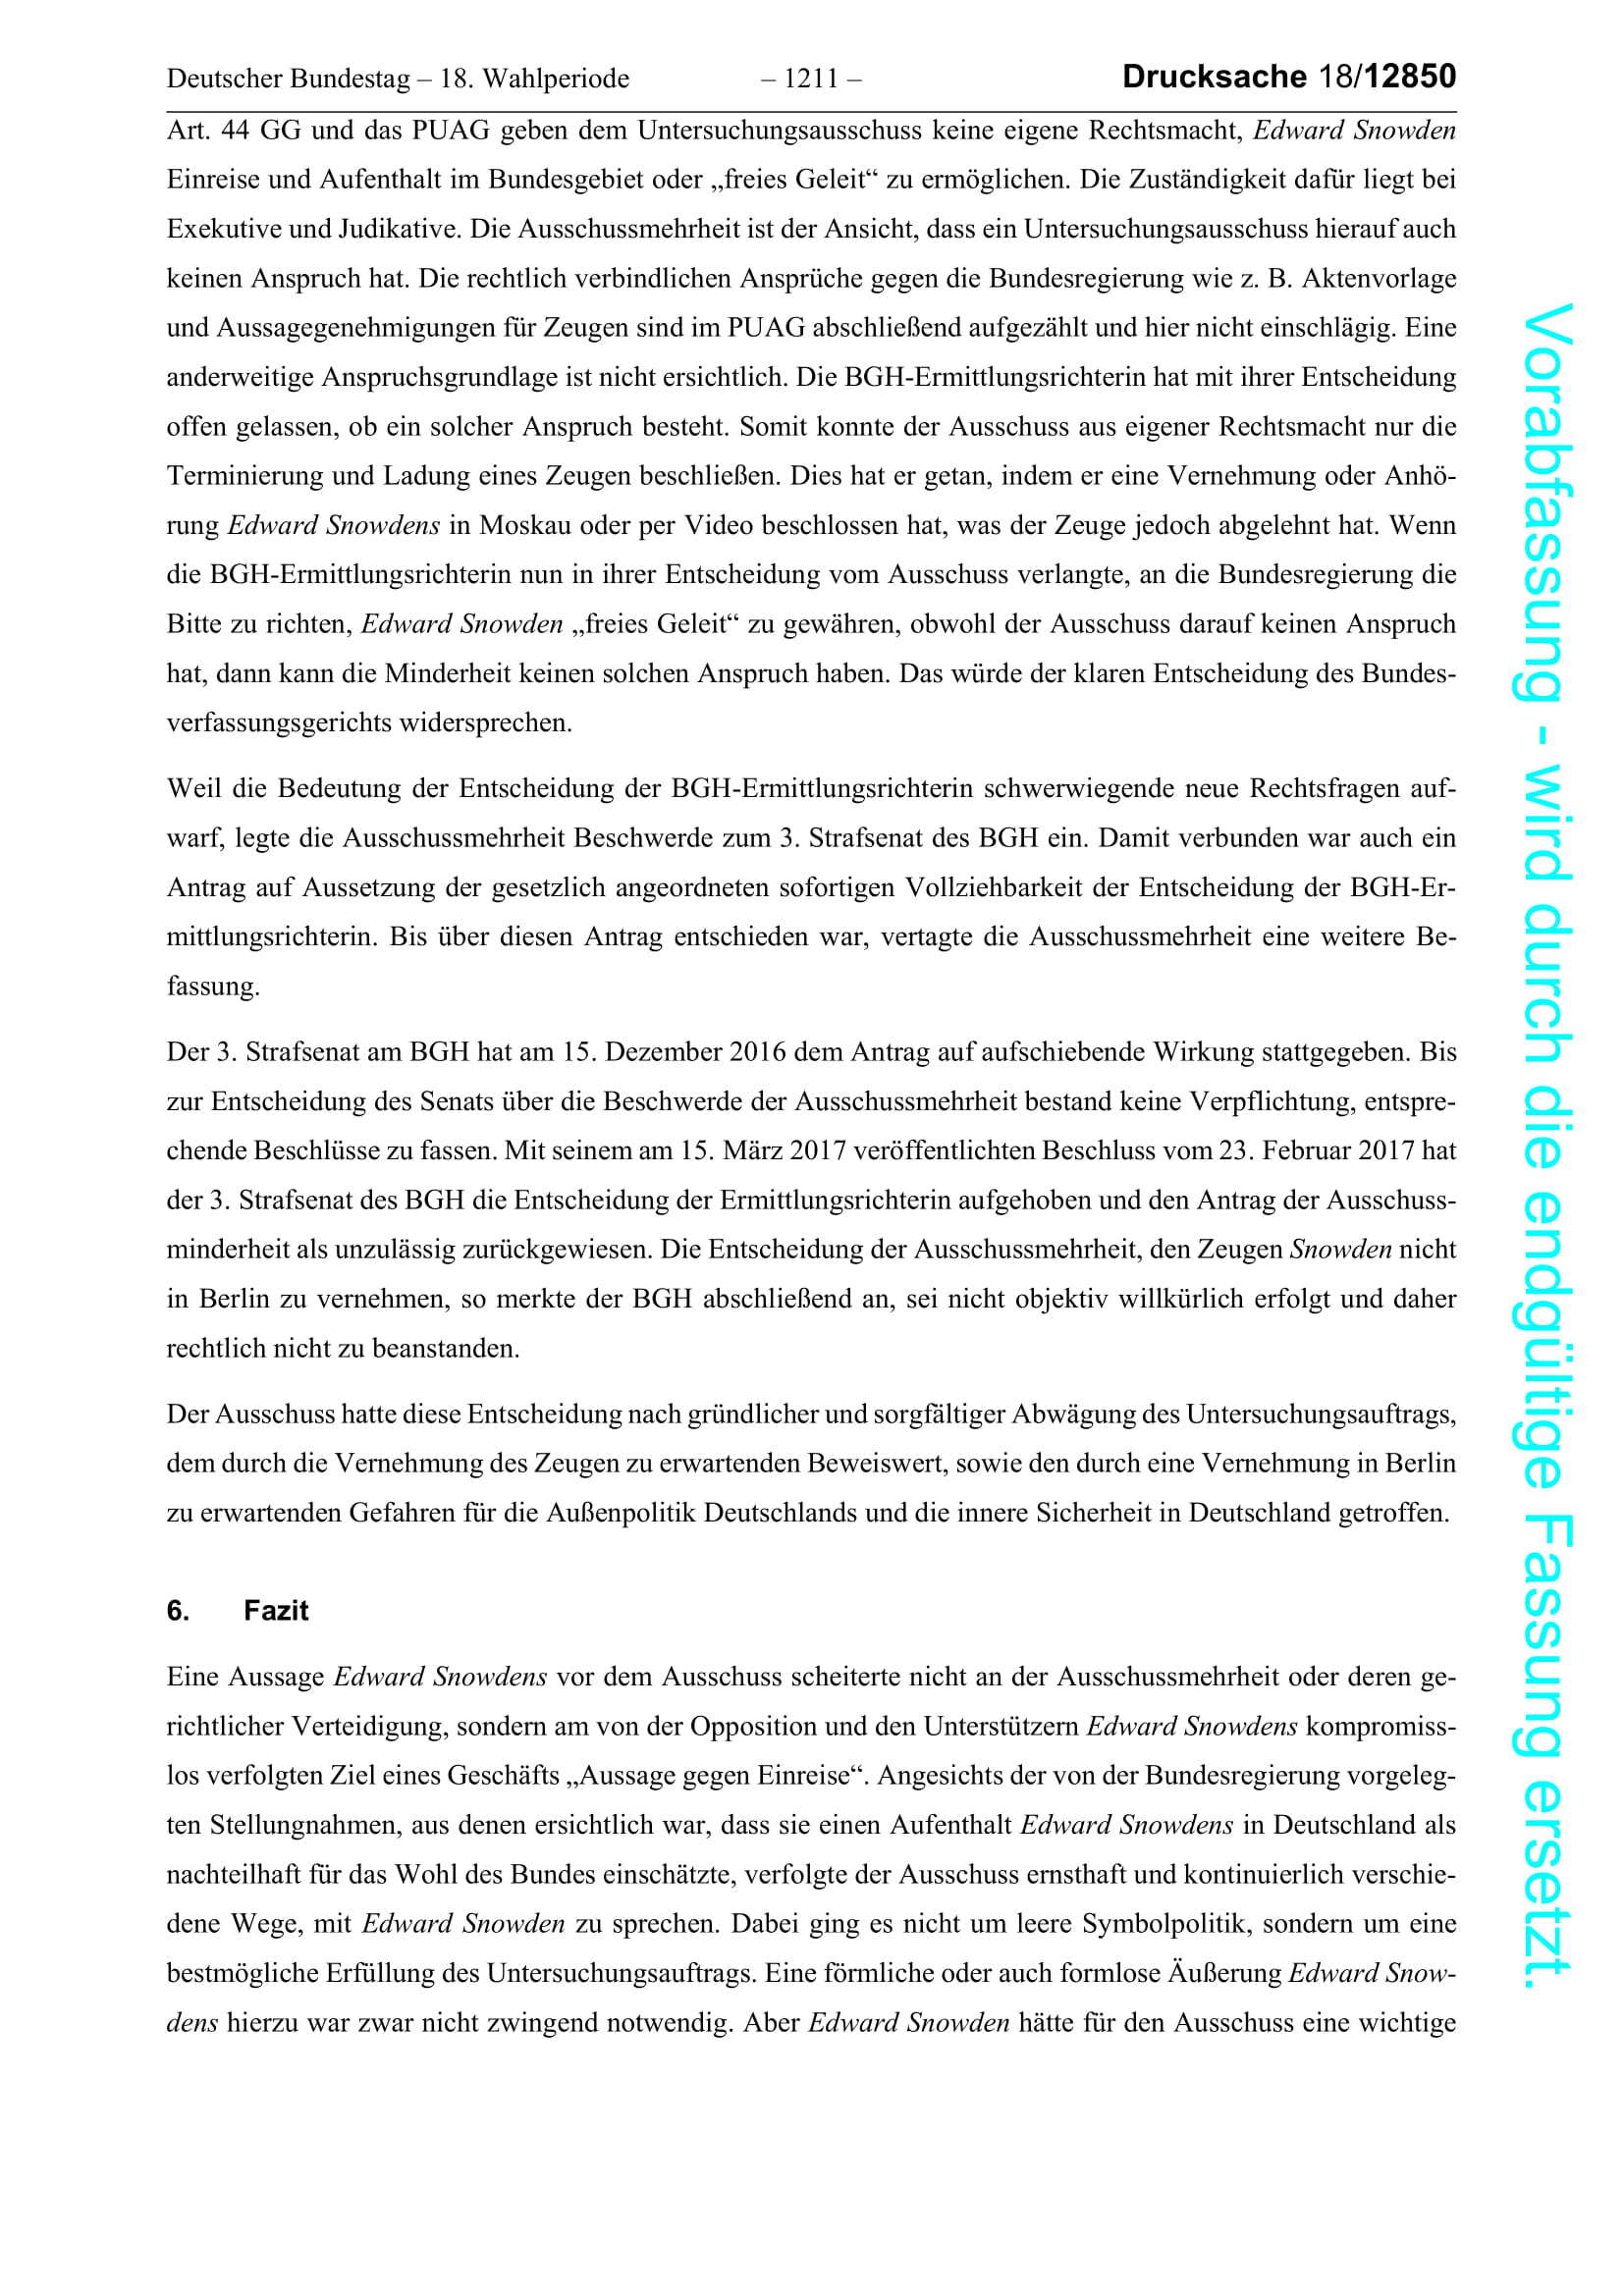 Deutscher Bundestag – 18. Wahlperiode – 1211 – Drucksache 18/12850
Art. 44 GG und das PUAG geben dem Untersuchungsausschuss keine eigene Rechtsmacht, Edward Snowden
Einreise und Aufenthalt im Bundesgebiet oder „freies Geleit“ zu ermöglichen. Die Zuständigkeit dafür liegt bei
Exekutive und Judikative. Die Ausschussmehrheit ist der Ansicht, dass ein Untersuchungsausschuss hierauf auch
keinen Anspruch hat. Die rechtlich verbindlichen Ansprüche gegen die Bundesregierung wie z. B. Aktenvorlage
und Aussagegenehmigungen für Zeugen sind im PUAG abschließend aufgezählt und hier nicht einschlägig. Eine
anderweitige Anspruchsgrundlage ist nicht ersichtlich. Die BGH-Ermittlungsrichterin hat mit ihrer Entscheidung
offen gelassen, ob ein solcher Anspruch besteht. Somit konnte der Ausschuss aus eigener Rechtsmacht nur die
Terminierung und Ladung eines Zeugen beschließen. Dies hat er getan, indem er eine Vernehmung oder Anhö-
rung Edward Snowdens in Moskau oder per Video beschlossen hat, was der Zeuge jedoch abgelehnt hat. Wenn
die BGH-Ermittlungsrichterin nun in ihrer Entscheidung vom Ausschuss verlangte, an die Bundesregierung die
Bitte zu richten, Edward Snowden „freies Geleit“ zu gewähren, obwohl der Ausschuss darauf keinen Anspruch
hat, dann kann die Minderheit keinen solchen Anspruch haben. Das würde der klaren Entscheidung des Bundes-
verfassungsgerichts widersprechen.
Weil die Bedeutung der Entscheidung der BGH-Ermittlungsrichterin schwerwiegende neue Rechtsfragen auf-
warf, legte die Ausschussmehrheit Beschwerde zum 3. Strafsenat des BGH ein. Damit verbunden war auch ein
Antrag auf Aussetzung der gesetzlich angeordneten sofortigen Vollziehbarkeit der Entscheidung der BGH-Er-
mittlungsrichterin. Bis über diesen Antrag entschieden war, vertagte die Ausschussmehrheit eine weitere Be-
fassung.
Der 3. Strafsenat am BGH hat am 15. Dezember 2016 dem Antrag auf aufschiebende Wirkung stattgegeben. Bis
zur Entscheidung des Senats über die Beschwerde der Ausschussmehrheit bestand keine Verpflichtung, entspre-
chende Beschlüsse zu fassen. Mit seinem am 15. März 2017 veröffentlichten Beschluss vom 23. Februar 2017 hat
der 3. Strafsenat des BGH die Entscheidung der Ermittlungsrichterin aufgehoben und den Antrag der Ausschuss-
minderheit als unzulässig zurückgewiesen. Die Entscheidung der Ausschussmehrheit, den Zeugen Snowden nicht
in Berlin zu vernehmen, so merkte der BGH abschließend an, sei nicht objektiv willkürlich erfolgt und daher
rechtlich nicht zu beanstanden.
Der Ausschuss hatte diese Entscheidung nach gründlicher und sorgfältiger Abwägung des Untersuchungsauftrags,
dem durch die Vernehmung des Zeugen zu erwartenden Beweiswert, sowie den durch eine Vernehmung in Berlin
zu erwartenden Gefahren für die Außenpolitik Deutschlands und die innere Sicherheit in Deutschland getroffen.
6. Fazit
Eine Aussage Edward Snowdens vor dem Ausschuss scheiterte nicht an der Ausschussmehrheit oder deren ge-
richtlicher Verteidigung, sondern am von der Opposition und den Unterstützern Edward Snowdens kompromiss-
los verfolgten Ziel eines Geschäfts „Aussage gegen Einreise“. Angesichts der von der Bundesregierung vorgeleg-
ten Stellungnahmen, aus denen ersichtlich war, dass sie einen Aufenthalt Edward Snowdens in Deutschland als
nachteilhaft für das Wohl des Bundes einschätzte, verfolgte der Ausschuss ernsthaft und kontinuierlich verschie-
dene Wege, mit Edward Snowden zu sprechen. Dabei ging es nicht um leere Symbolpolitik, sondern um eine
bestmögliche Erfüllung des Untersuchungsauftrags. Eine förmliche oder auch formlose Äußerung Edward Snow-
dens hierzu war zwar nicht zwingend notwendig. Aber Edward Snowden hätte für den Ausschuss eine wichtige
Vorabfassung - wird durch die endgültige Fassung ersetzt.